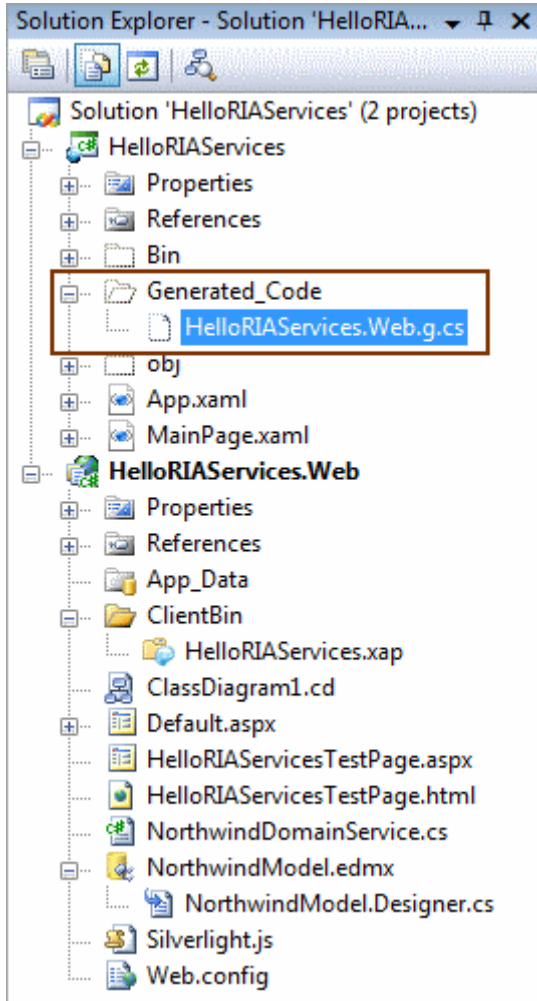 Solution Explorer - Solution 'HelloRIA...
Solution 'HelloRIAServices' (2 projects)
HelloRIAServices
Properties
References
Bin
Generated_Code
HelloRIAServices.Web.g.cs
obj
App.xaml
MainPage.xaml
HelloRIAServices.Web
Properties
References
App_Data
ClientBin
HelloRIAServices.xap
ClassDiagram1.cd
Default.aspx
HelloRIAServicesTestPage.aspx
HelloRIAServicesTestPage.html
NorthwindDomainService.cs
NorthwindModel.edmx
NorthwindModel.Designer.cs
Silverlight.js
Web.config